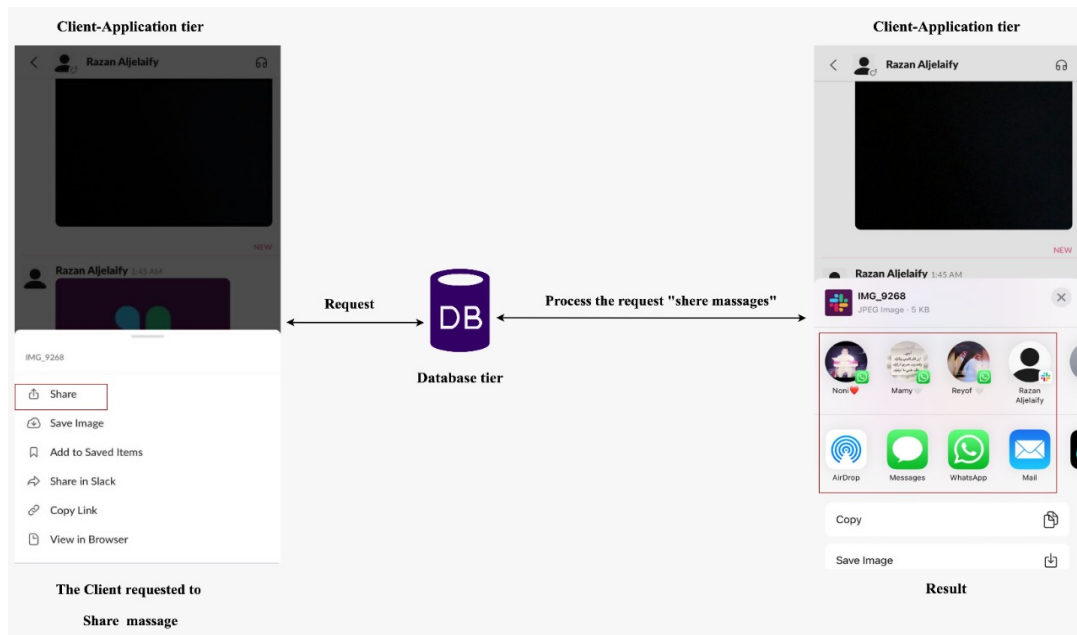 Client-Application tier
Razan Aljelaify
NEW
Razan Aljelaify 1:45 AM
IMG_9268
Share
Save Image
Add to Saved Items
Share in Slack
Copy Link
View in Browser
The Client requested to
Share massage
Request
DB
Database tier
Process the request "shere massages"
Client-Application tier
Razan Aljelaify
NEW
Razan Aljelaify 1:45 AM
IMG_9268
JPEG Image · 5 KB
Noni❤️
Mamy🤍
Reyof🤍
Razan
Aljelaify
AirDrop
Messages
WhatsApp
Mail
Copy
Save Image
Result